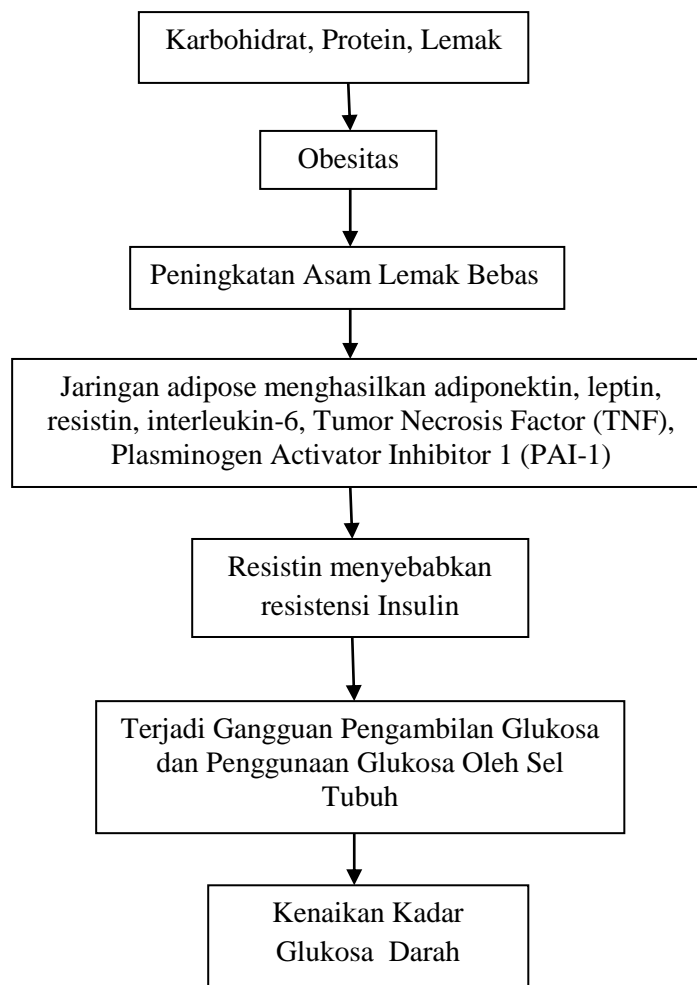 Karbohidrat, Protein, Lemak
Obesitas
Peningkatan Asam Lemak Bebas
Jaringan adipose menghasilkan adiponektin, leptin,
resistin, interleukin-6, Tumor Necrosis Factor (TNF),
Plasminogen Activator Inhibitor 1 (PAI-1)
Resistin menyebabkan
resistensi Insulin
Terjadi Gangguan Pengambilan Glukosa
dan Penggunaan Glukosa Oleh Sel
Tubuh
Kenaikan Kadar
Glukosa Darah